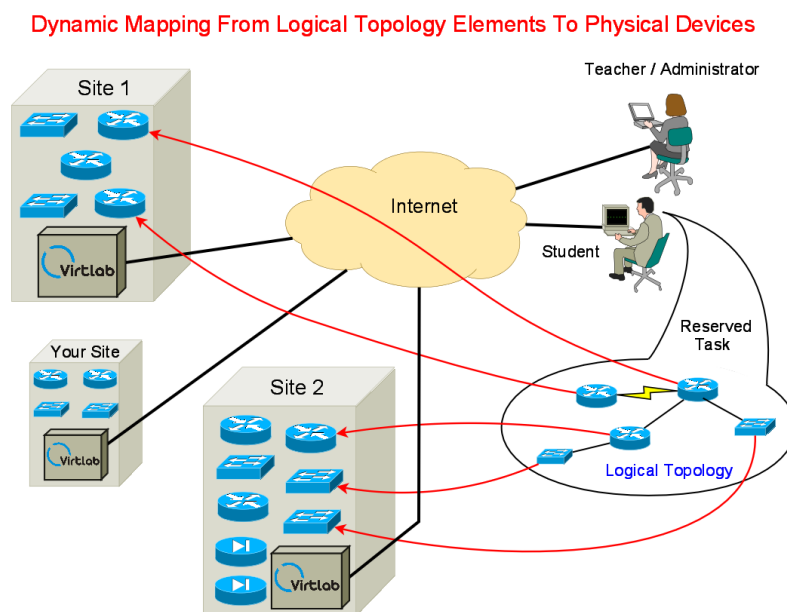 Dynamic Mapping From Logical Topology Elements To Physical Devices
Site 1
Teacher / Administrator
Internet
Student
Virtlab
Reserved
Task
Your Site
Site 2
Virtlab
Logical Topology
Virtlab